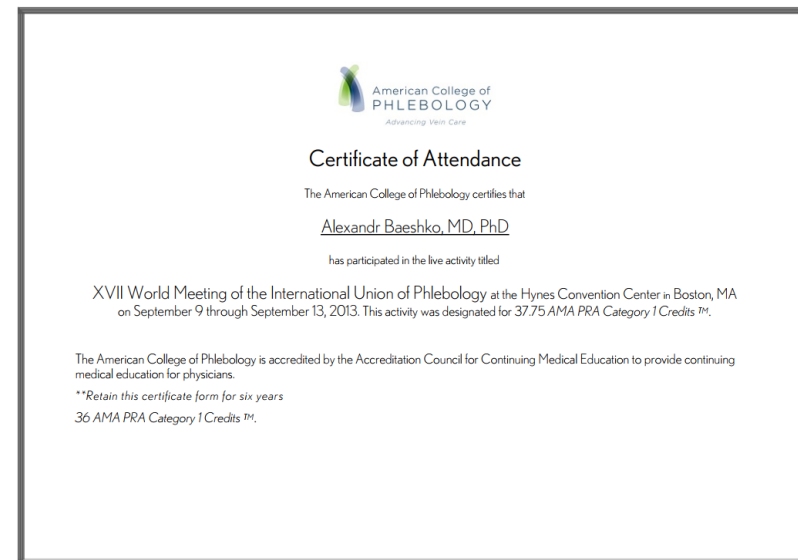 American College of
PHLEBOLOGY
Advancing Vein Care
Certificate of Attendance
The American College of Phlebology certifies that
Alexandr Baeshko, MD, PhD
has participated in the live activity titled
XVII World Meeting of the International Union of Phlebology at the Hynes Convention Center in Boston, MA
on September 9 through September 13, 2013. This activity was designated for 37.75 AMA PRA Category 1 Credits ™.
The American College of Phlebology is accredited by the Accreditation Council for Continuing Medical Education to provide continuing
medical education for physicians.
**Retain this certificate form for six years
36 AMA PRA Category 1 Credits ™.